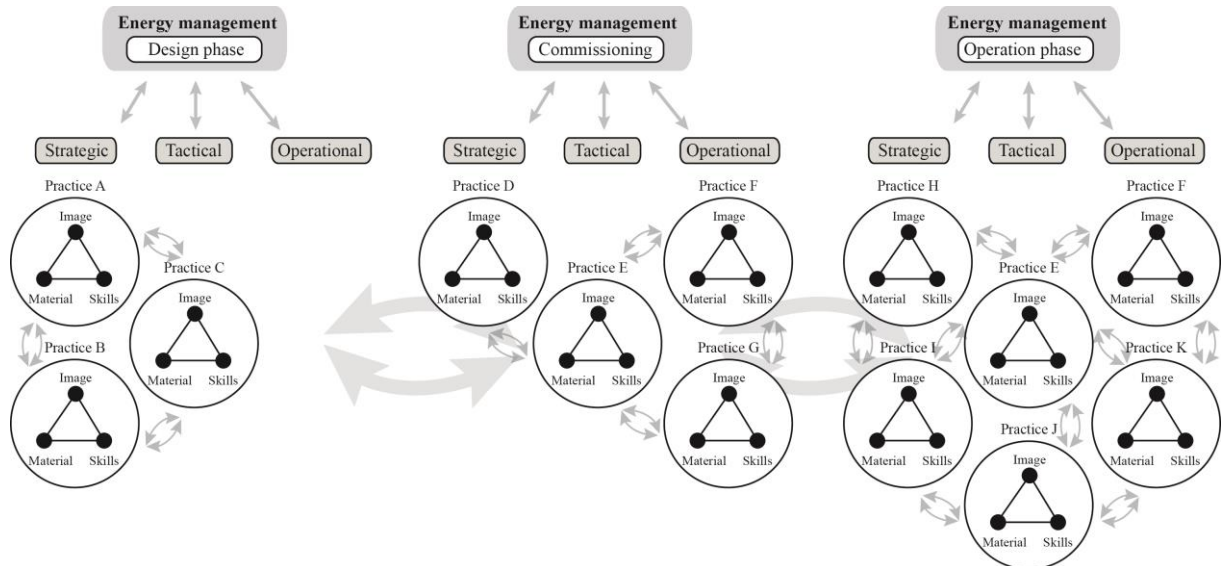 Energy management
Design phase
Strategic
Tactical
Operational
Practice A
Image
Material Skills
Practice C
Image
Material Skills
Practice B
Image
Material Skills
Energy management
Commissioning
Strategic
Tactical
Operational
Practice D
Image
Material Skills
Practice E
Image
Material Skills
Practice F
Image
Material Skills
Practice G
Image
Material Skills
Energy management
Operation phase
Strategic
Tactical
Operational
Practice H
Image
Material Skills
Practice E
Image
Material Skills
Practice F
Image
Material Skills
Practice I
Image
Material Skills
Practice K
Image
Material Skills
Practice J
Image
Material Skills